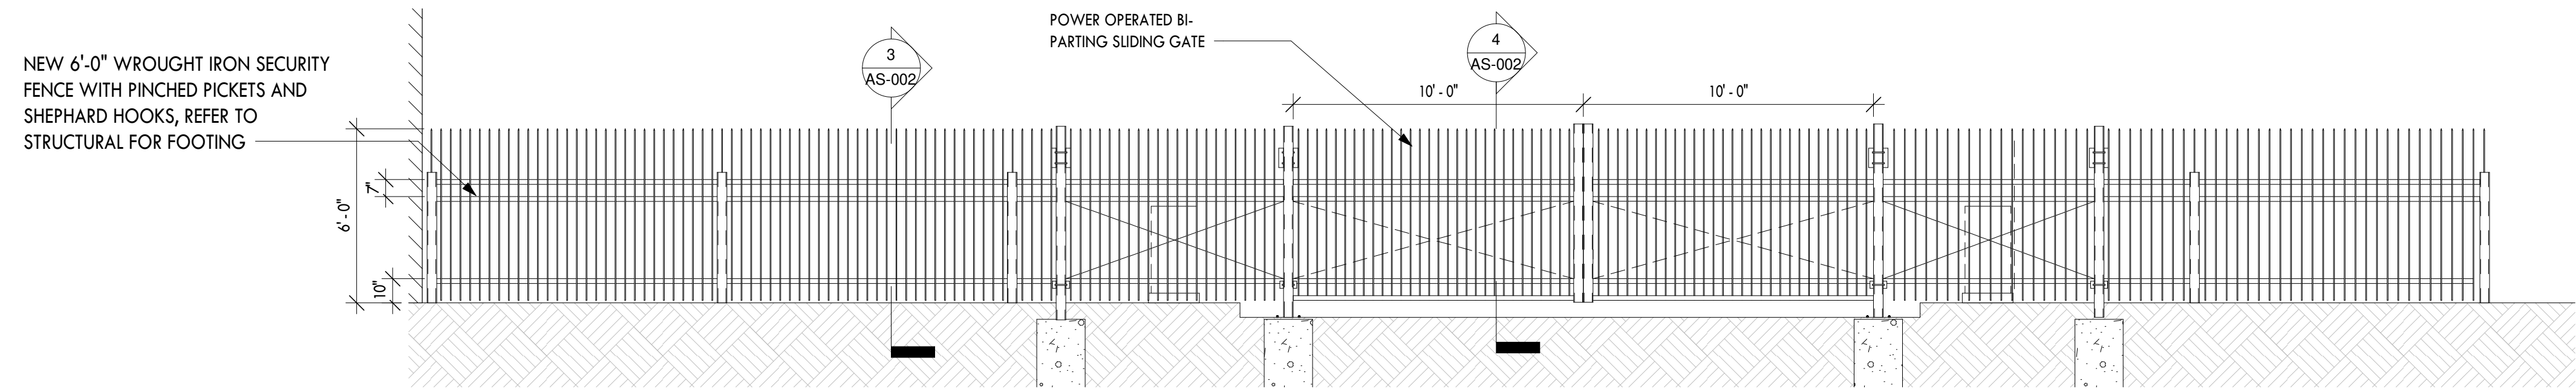 NEW 6'-0" WROUGHT IRON SECURITY
FENCE WITH PINCHED PICKETS AND
SHEPHARD HOOKS, REFER TO
STRUCTURAL FOR FOOTING
6' - 0"
7"
10"
3
AS-002
POWER OPERATED BI-
PARTING SLIDING GATE
4
AS-002
10' - 0"
10' - 0"